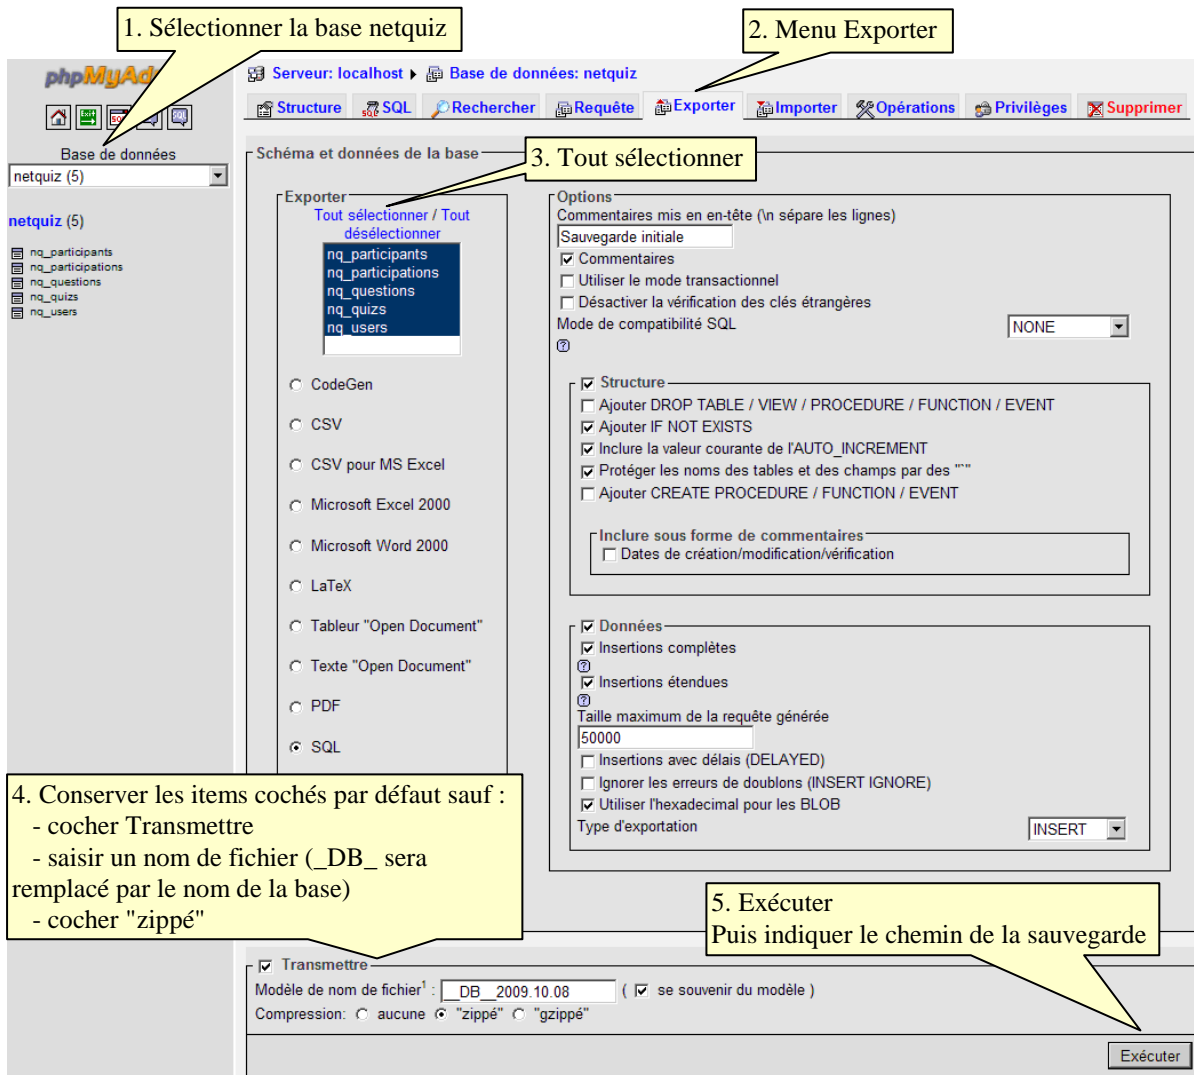 1. Sélectionner la base netquiz
2. Menu Exporter
phpMyAd
Serveur: localhost ▸ Base de données: netquiz
Structure SQL Rechercher Requête Exporter Importer Opérations Privilèges Supprimer
Base de données
netquiz (5)
netquiz (5)
nq_participants
nq_participations
nq_questions
nq_quizs
nq_users
Schéma et données de la base
3. Tout sélectionner
Exporter
Tout sélectionner / Tout
désélectionner
nq_participants
nq_participations
nq_questions
nq_quizs
nq_users
CodeGen
CSV
CSV pour MS Excel
Microsoft Excel 2000
Microsoft Word 2000
LaTeX
Tableur "Open Document"
Texte "Open Document"
PDF
SQL
Options
Commentaires mis en en-tête (\n sépare les lignes)
Sauvegarde initiale
Commentaires
Utiliser le mode transactionnel
Désactiver la vérification des clés étrangères
Mode de compatibilité SQL
NONE
Structure
Ajouter DROP TABLE / VIEW / PROCEDURE / FUNCTION / EVENT
Ajouter IF NOT EXISTS
Inclure la valeur courante de l'AUTO_INCREMENT
Protéger les noms des tables et des champs par des "`"
Ajouter CREATE PROCEDURE / FUNCTION / EVENT
Inclure sous forme de commentaires
Dates de création/modification/vérification
Données
Insertions complètes
Insertions étendues
Taille maximum de la requête générée
50000
Insertions avec délais (DELAYED)
Ignorer les erreurs de doublons (INSERT IGNORE)
Utiliser l'hexadecimal pour les BLOB
Type d'exportation
INSERT
4. Conserver les items cochés par défaut sauf :
- cocher Transmettre
- saisir un nom de fichier (_DB_ sera
remplacé par le nom de la base)
- cocher "zippé"
5. Exécuter
Puis indiquer le chemin de la sauvegarde
Transmettre
Modèle de nom de fichier¹ : __DB__2009.10.08 ( se souvenir du modèle )
Compression: aucune "zippé" "gzippé"
Exécuter